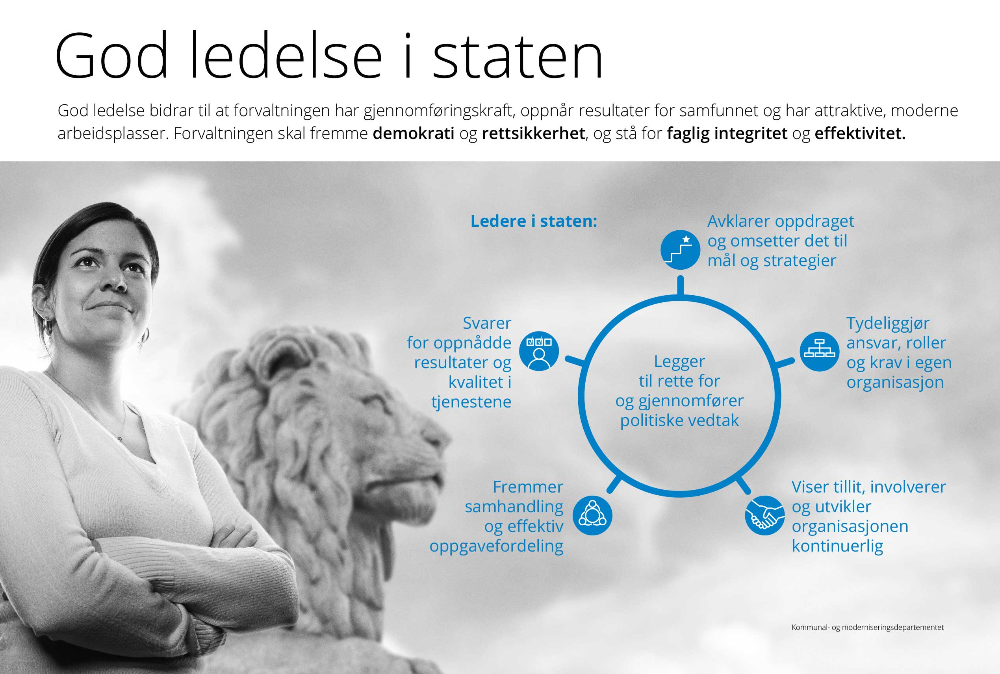 God ledelse i staten
God ledelse bidrar til at forvaltningen har gjennomføringskraft, oppnår resultater for samfunnet og har attraktive, moderne
arbeidsplasser. Forvaltningen skal fremme demokrati og rettsikkerhet, og stå for faglig integritet og effektivitet.
Ledere i staten:
Avklarer oppdraget
og omsetter det til
mål og strategier
Tydeliggjør
ansvar, roller
og krav i egen
organisasjon
Viser tillit, involverer
og utvikler
organisasjonen
kontinuerlig
Fremmer
samhandling
og effektiv
oppgavefordeling
Svarer
for oppnådde
resultater og
kvalitet i
tjenestene
Legger
til rette for
og gjennomfører
politiske vedtak
Kommunal- og moderniseringsdepartementet